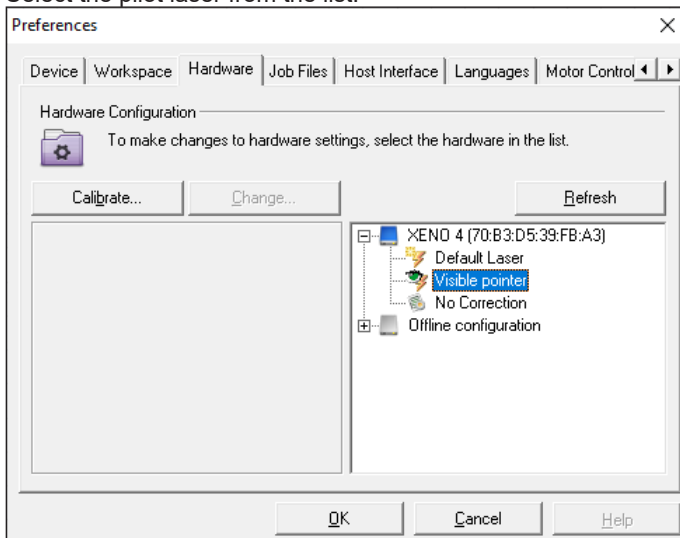 Select the pilot laser from the list.
Preferences
Device Workspace Hardware Job Files Host Interface Languages Motor Control
Hardware Configuration
To make changes to hardware settings, select the hardware in the list.
Calibrate... Change... Refresh
XENO 4 (70:B3:D5:39:FB:A3)
Default Laser
Visible pointer
No Correction
Offline configuration
OK Cancel Help